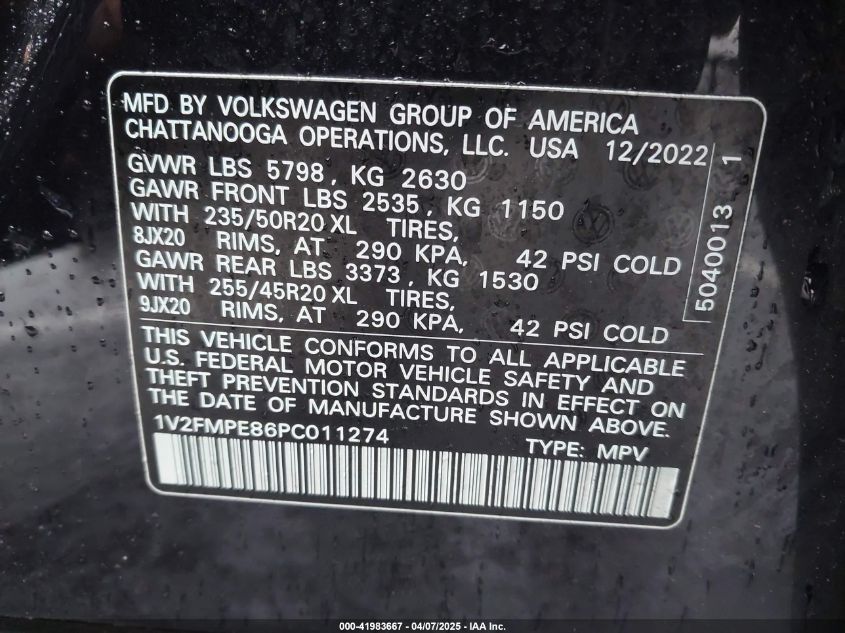 MFD BY VOLKSWAGEN GROUP OF AMERICA
CHATTANOOGA OPERATIONS, LLC. USA 12/2022
GVWR LBS 5798, KG 2630
GAWR FRONT LBS 2535, KG 1150
WITH 235/50R20 XL TIRES,
8JX20 RIMS, AT 290 KPA, 42 PSI COLD
GAWR REAR LBS 3373, KG 1530
WITH 255/45R20 XL TIRES,
9JX20 RIMS, AT 290 KPA, 42 PSI COLD
5040013 1
THIS VEHICLE CONFORMS TO ALL APPLICABLE
U.S. FEDERAL MOTOR VEHICLE SAFETY AND
THEFT PREVENTION STANDARDS IN EFFECT ON
THE DATE OF MANUFACTURE SHOWN ABOVE.
1V2FMPE86PC011274 TYPE: MPV
000-41983667 - 04/07/2025 - IAA Inc.